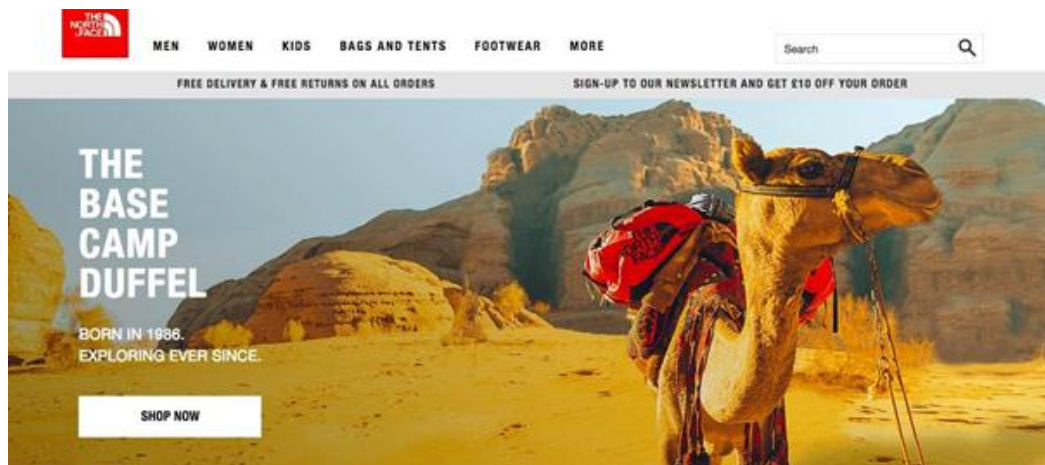 THE
NORTH
FACE
MEN WOMEN KIDS BAGS AND TENTS FOOTWEAR MORE
Search
FREE DELIVERY & FREE RETURNS ON ALL ORDERS
SIGN-UP TO OUR NEWSLETTER AND GET £10 OFF YOUR ORDER
THE
BASE
CAMP
DUFFEL
BORN IN 1986.
EXPLORING EVER SINCE.
SHOP NOW